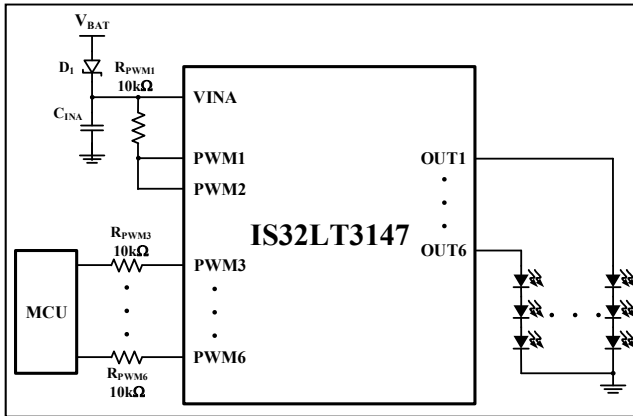 VBAT
D1
RPWM1
10kΩ
VINA
CINA
PWM1
OUT1
PWM2
IS32LT3147
RPWM3
10kΩ
PWM3
OUT6
MCU
PWM6
RPWM6
10kΩ